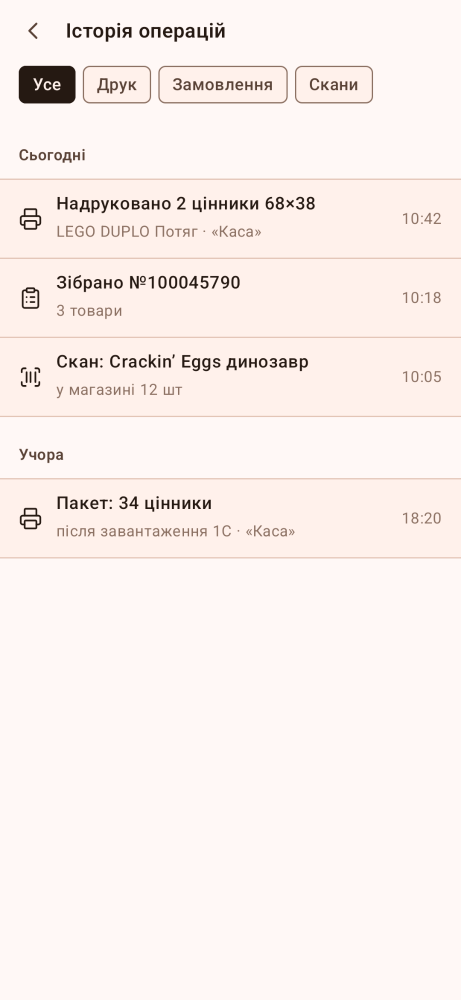 Історія операцій
Усе
Друк
Замовлення
Скани
Сьогодні
Надруковано 2 цінники 68×38
LEGO DUPLO Потяг · «Каса»
10:42
Зібрано №100045790
3 товари
10:18
Скан: Crackin’ Eggs динозавр
у магазині 12 шт
10:05
Учора
Пакет: 34 цінники
після завантаження 1С · «Каса»
18:20